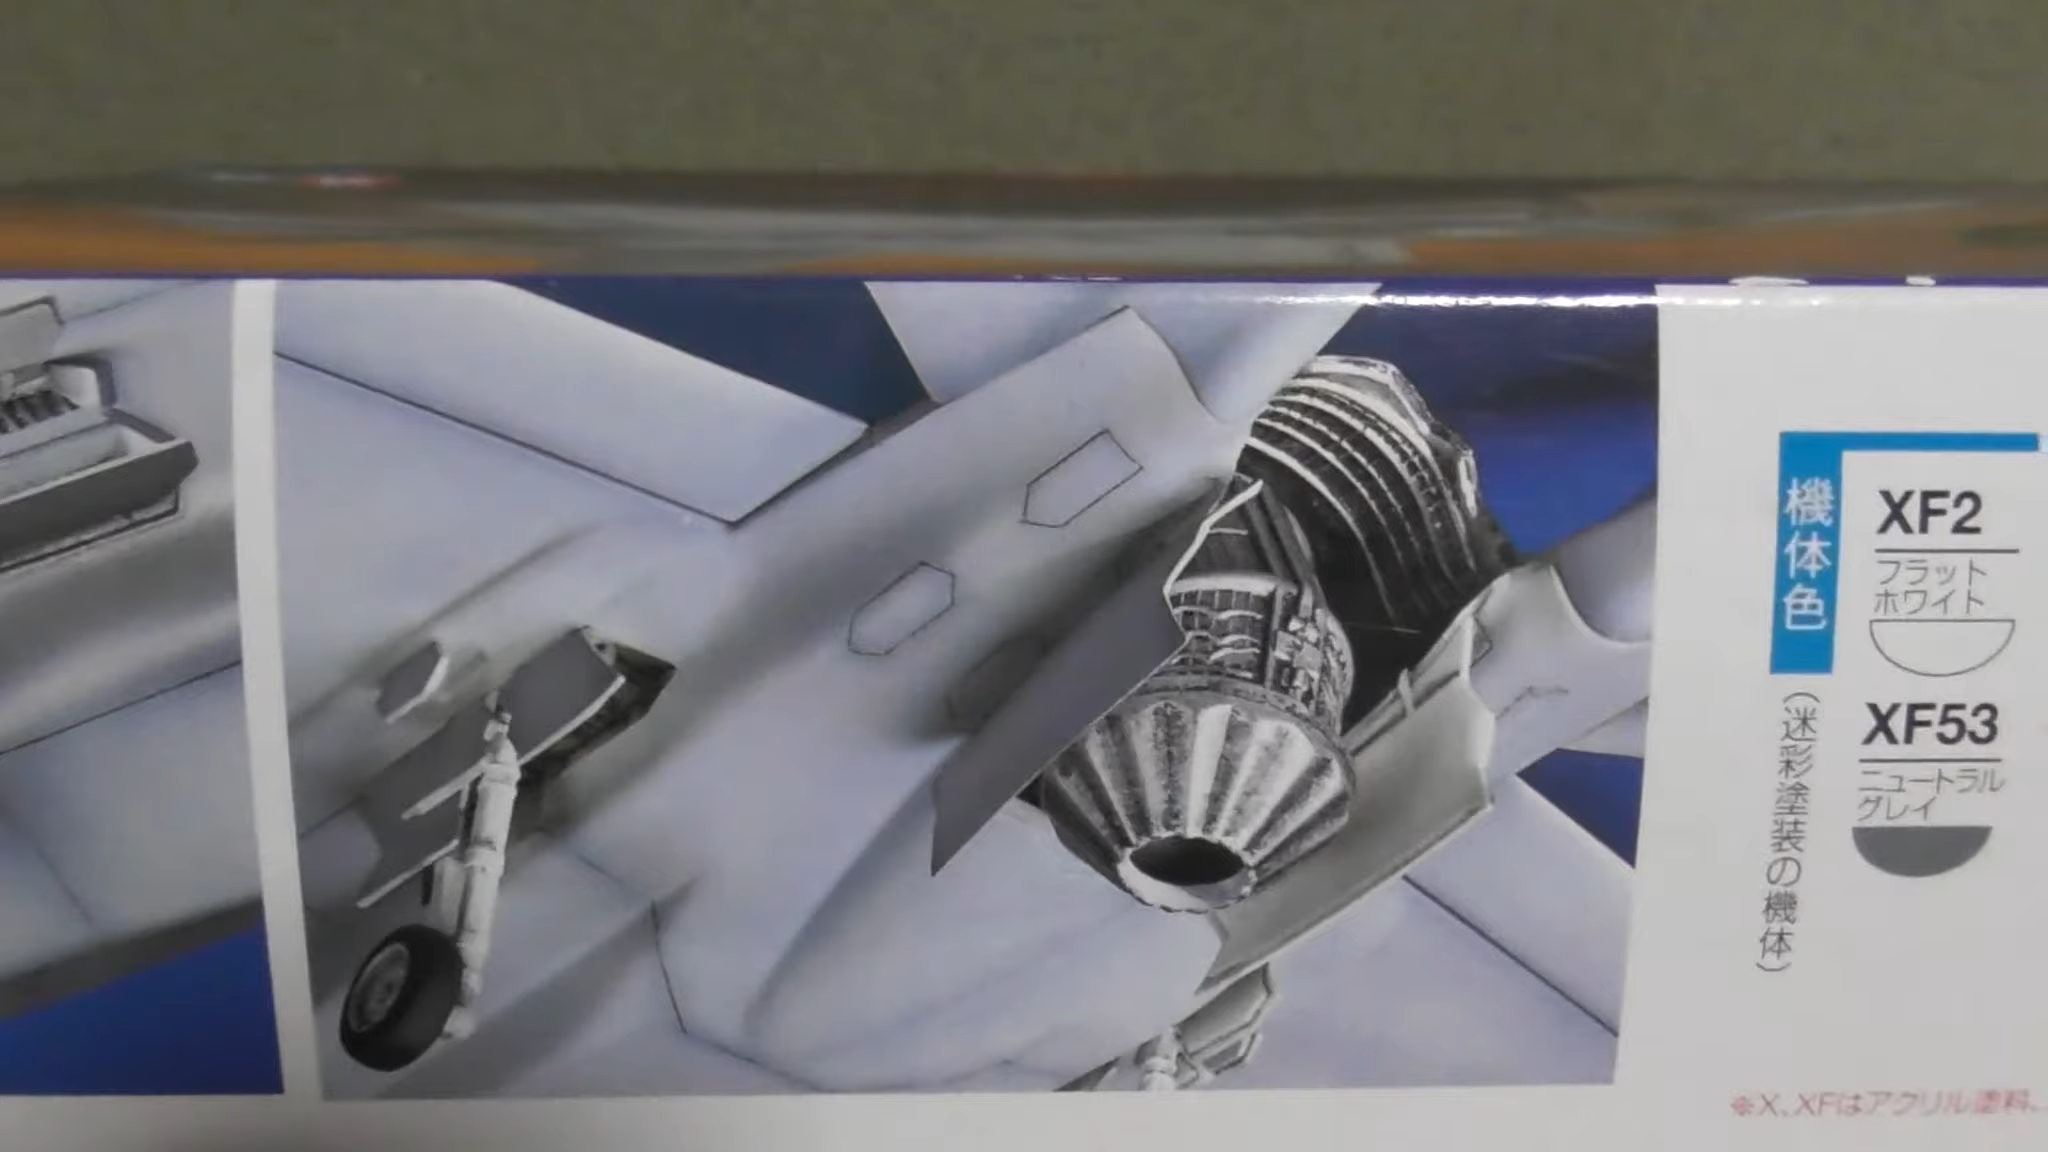 機体色
(迷彩塗装の機体)
XF2
フラット
ホワイト
XF53
ニュートラル
グレイ
※X、XFはアクリル塗料、